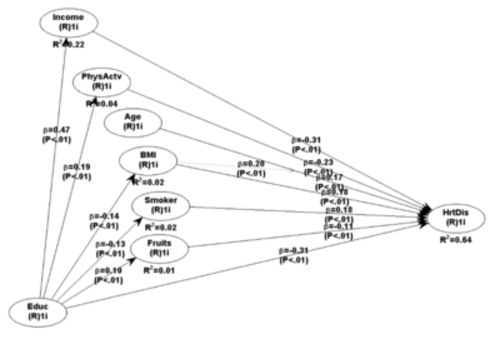 Income
(R)1i
R²=0.22
PhysActv
(R)1i
R²=0.04
Age
(R)1i
β=-0.31
(P<.01)
β=0.47
(P<.01)
BMI
(R)1i
β=0.20
(P<.01)
β=-0.23
(P<.01)
β=0.19
(P<.01)
R²=0.02
β=0.17
(P<.01)
(P<.01)
Smoker
(R)1i
β=0.18
(P<.01)
HrtDis
(R)1i
β=-0.14
(P<.01)
R²=0.02
β=-0.11
(P<.01)
R²=0.64
β=-0.13
(P<.01)
Fruits
(R)1i
R²=0.01
β=-0.31
(P<.01)
β=0.10
(P<.01)
Educ
(R)1i